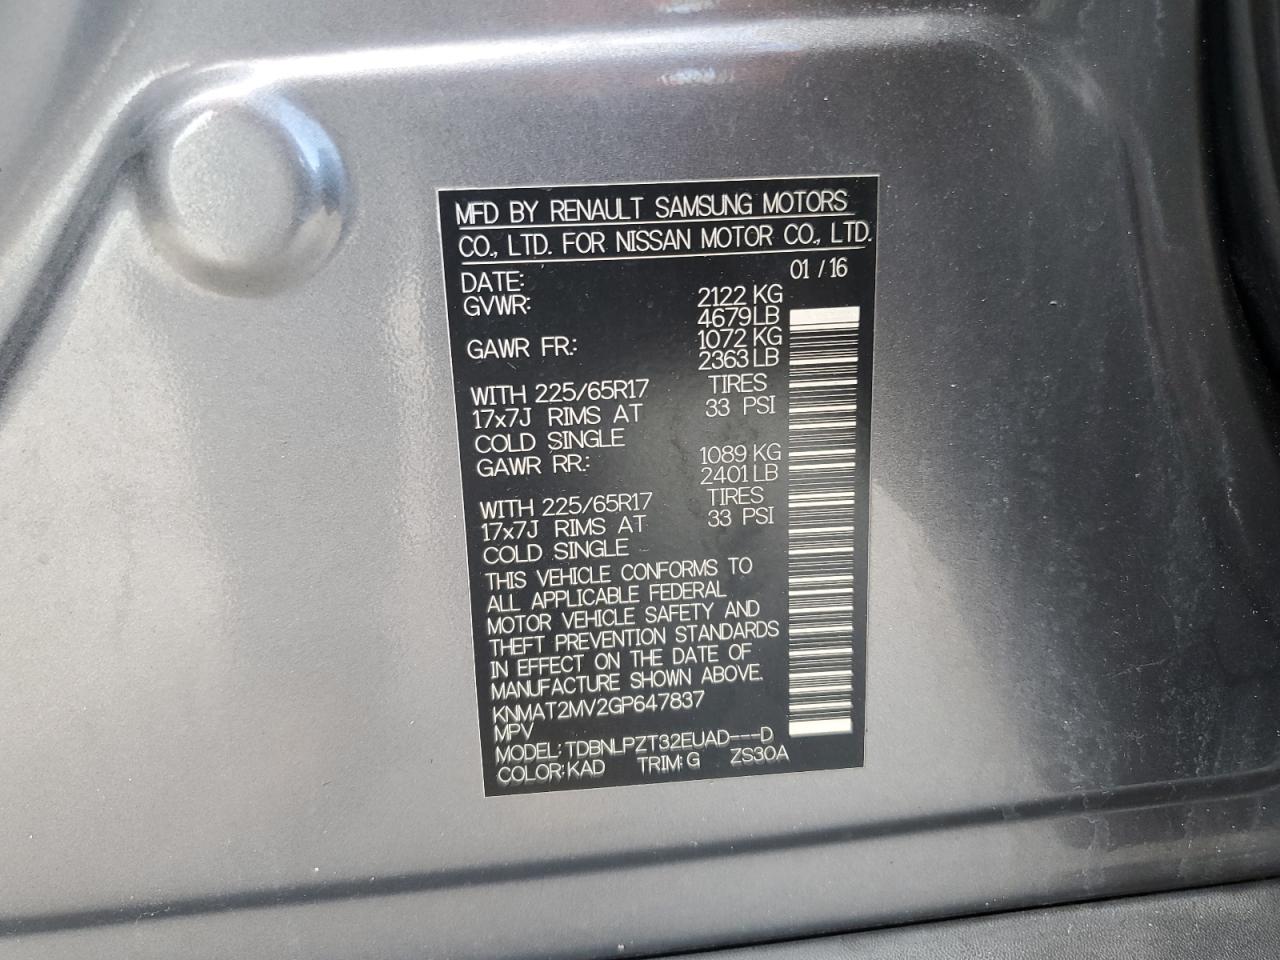 MFD BY RENAULT SAMSUNG MOTORS
CO., LTD. FOR NISSAN MOTOR CO., LTD.
DATE: 01 / 16
GVWR: 2122 KG
4679 LB
GAWR FR.: 1072 KG
2363 LB
WITH 225/65R17 TIRES
17x7J RIMS AT 33 PSI
COLD SINGLE
GAWR RR.: 1089 KG
2401 LB
WITH 225/65R17 TIRES
17x7J RIMS AT 33 PSI
COLD SINGLE
THIS VEHICLE CONFORMS TO
ALL APPLICABLE FEDERAL
MOTOR VEHICLE SAFETY AND
THEFT PREVENTION STANDARDS
IN EFFECT ON THE DATE OF
MANUFACTURE SHOWN ABOVE.
KNMAT2MV2GP647837
MPV
MODEL: TDBNLPZT32EUAD---D
COLOR: KAD TRIM: G ZS30A